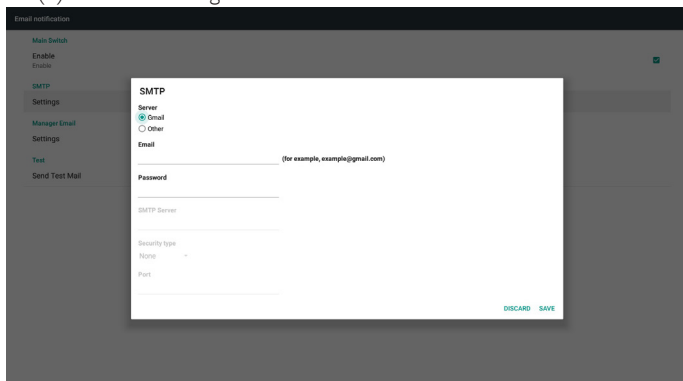 Email notification
Main Switch
Enable
Enable
SMTP
Settings
Manager Email
Settings
Test
Send Test Mail
SMTP
Server
Gmail
Other
Email
(for example, example@gmail.com)
Password
SMTP Server
Security type
None
Port
DISCARD SAVE